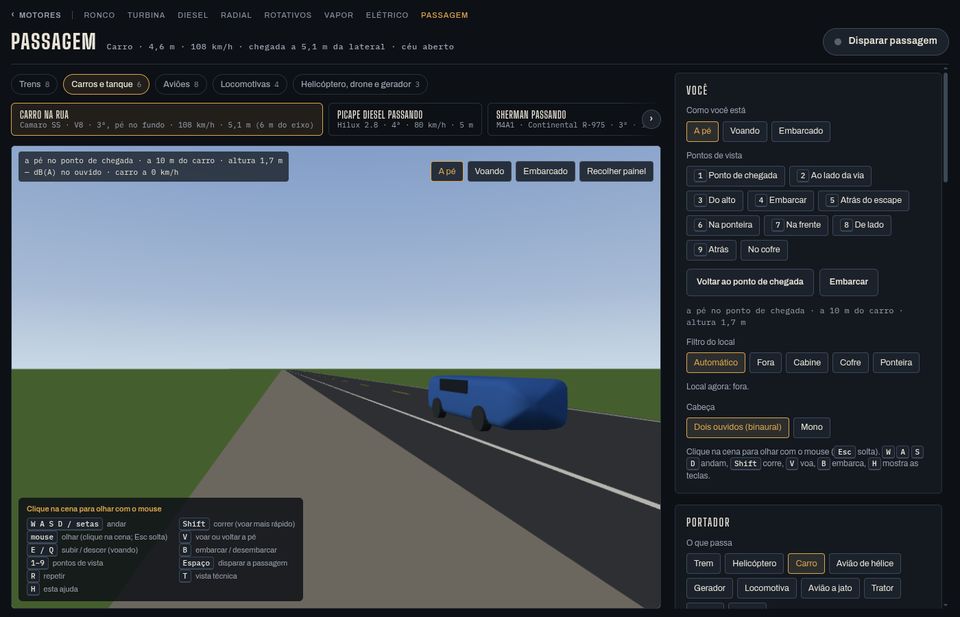 ‹ MOTORES RONCO TURBINA DIESEL RADIAL ROTATIVOS VAPOR ELÉTRICO PASSAGEM
PASSAGEM Carro · 4,6 m · 108 km/h · chegada a 5,1 m da lateral · céu aberto
Disparar passagem
Trens 8 Carros e tanque 6 Aviões 8 Locomotivas 4 Helicóptero, drone e gerador 3
CARRO NA RUA
Camaro SS · V8 · 3ª, pé no fundo · 108 km/h · 5,1 m (6 m do eixo)
PICAPE DIESEL PASSANDO
Hilux 2.8 · 4ª · 80 km/h · 5 m
SHERMAN PASSANDO
M4A1 · Continental R-975 · 3ª ·
›
a pé no ponto de chegada · a 10 m do carro · altura 1,7 m
— dB(A) no ouvido · carro a 0 km/h
A pé Voando Embarcado Recolher painel
Clique na cena para olhar com o mouse
W A S D / setas andar
mouse olhar (clique na cena; Esc solta)
E / Q subir / descer (voando)
1–9 pontos de vista
R repetir
H esta ajuda
Shift correr (voar mais rápido)
V voar ou voltar a pé
B embarcar / desembarcar
Espaço disparar a passagem
T vista técnica
VOCÊ
Como você está
A pé Voando Embarcado
Pontos de vista
1 Ponto de chegada 2 Ao lado da via
3 Do alto 4 Embarcar 5 Atrás do escape
6 Na ponteira 7 Na frente 8 De lado
9 Atrás No cofre
Voltar ao ponto de chegada Embarcar
a pé no ponto de chegada · a 10 m do carro ·
altura 1,7 m
Filtro do local
Automático Fora Cabine Cofre Ponteira
Local agora: fora.
Cabeça
Dois ouvidos (binaural) Mono
Clique na cena para olhar com o mouse (Esc solta). W A S
D andam, Shift corre, V voa, B embarca, H mostra as
teclas.
PORTADOR
O que passa
Trem Helicóptero Carro Avião de hélice
Gerador Locomotiva Avião a jato Trator